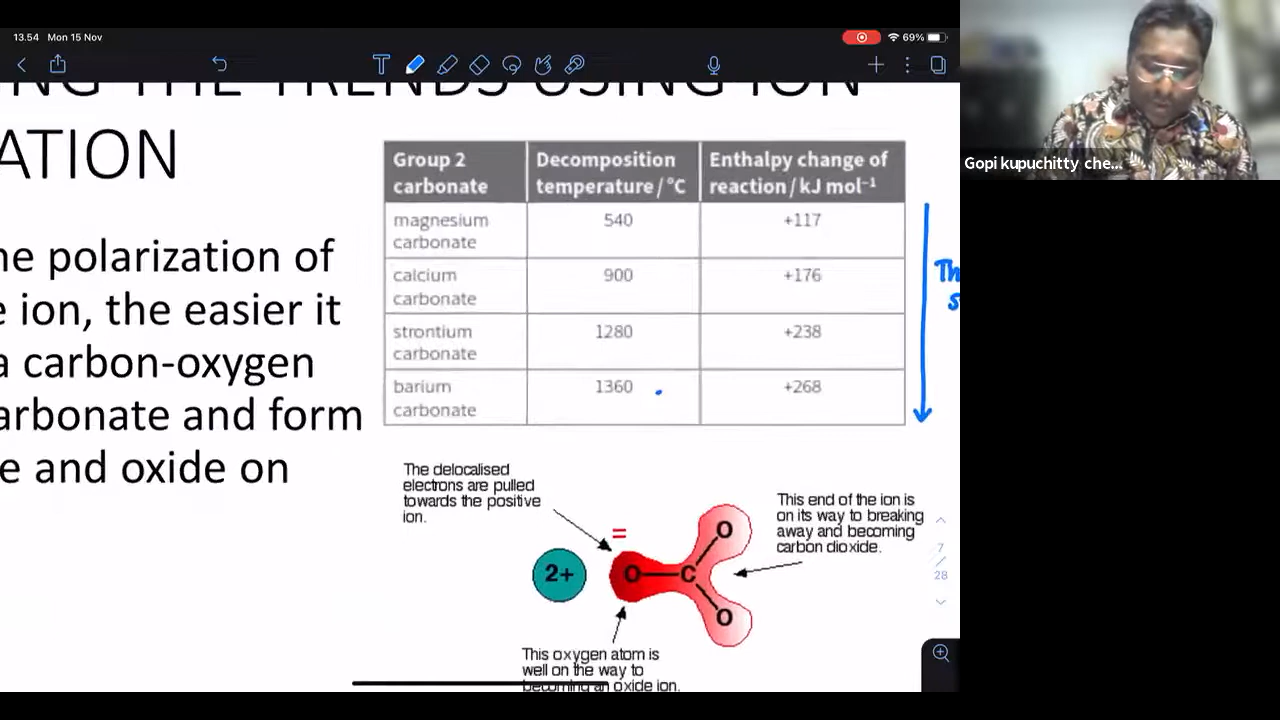 13.54 Mon 15 Nov
69%
ING THE TRENDS USING ION
ATION
he polarization of
e ion, the easier it
a carbon-oxygen
arbonate and form
e and oxide on
Group 2 carbonate
Decomposition temperature / °C
Enthalpy change of reaction / kJ mol⁻¹
magnesium carbonate
540
+117
calcium carbonate
900
+176
strontium carbonate
1280
+238
barium carbonate
1360
+268
Th
s
The delocalised
electrons are pulled
towards the positive
ion.
=
2+
O
C
O
O
This end of the ion is
on its way to breaking
away and becoming
carbon dioxide.
This oxygen atom is
well on the way to
becoming an oxide ion.
7
/
28
Gopi kupuchitty che...